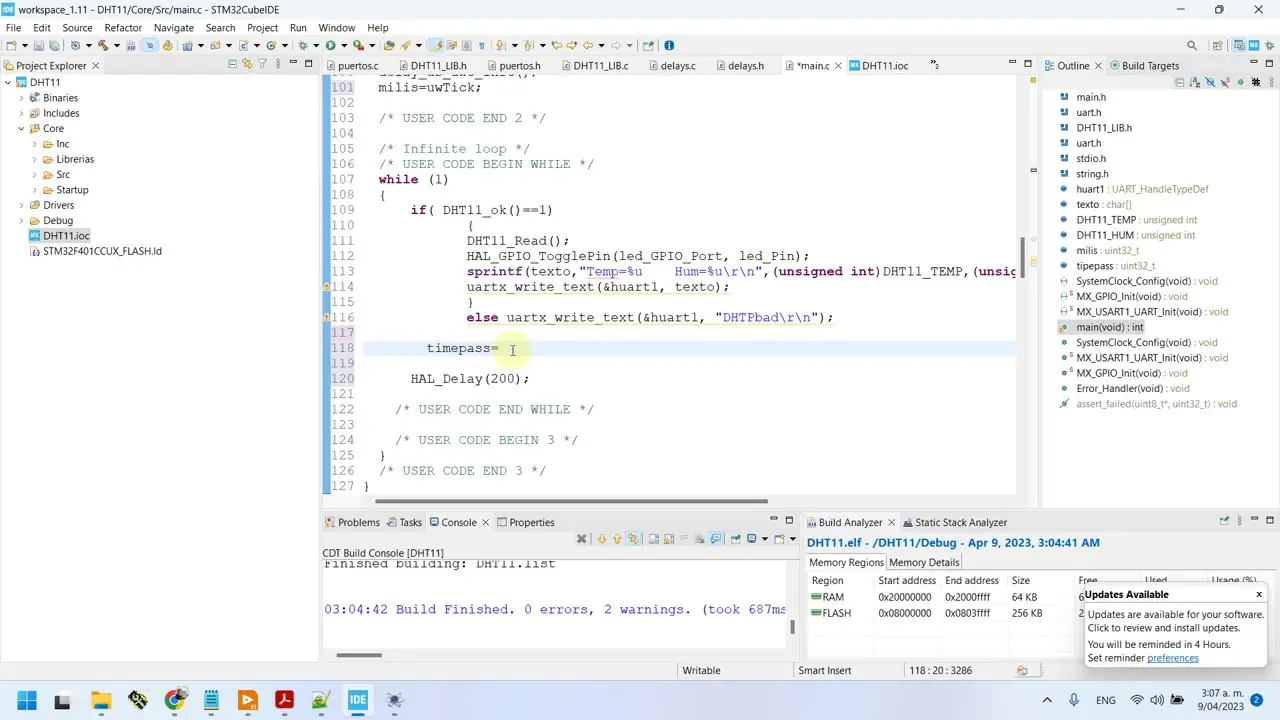 workspace_1.11 - DHT11/Core/Src/main.c - STM32CubeIDE
File Edit Source Refactor Navigate Search Project Run Window Help
Project Explorer
DHT11
Binaries
Includes
Core
Inc
Librerias
Src
Startup
Drivers
Debug
DHT11.ioc
STM32F401CCUX_FLASH.ld
puertos.c DHT11_LIB.h puertos.h DHT11_LIB.c delays.c delays.h *main.c DHT11.ioc
101 milis=uwTick;
102
103 /* USER CODE END 2 */
104
105 /* Infinite loop */
106 /* USER CODE BEGIN WHILE */
107 while (1)
108 {
109 if( DHT11_ok()==1)
110 {
111 DHT11_Read();
112 HAL_GPIO_TogglePin(led_GPIO_Port, led_Pin);
113 sprintf(texto,"Temp=%u Hum=%u\r\n",(unsigned int)DHT11_TEMP,(unsig
114 uartx_write_text(&huart1, texto);
115 }
116 else uartx_write_text(&huart1, "DHTPbad\r\n");
117
118 timepass=
119
120 HAL_Delay(200);
121
122 /* USER CODE END WHILE */
123
124 /* USER CODE BEGIN 3 */
125 }
126 /* USER CODE END 3 */
127 }
Outline Build Targets
main.h
uart.h
DHT11_LIB.h
uart.h
stdio.h
string.h
huart1 : UART_HandleTypeDef
texto : char[]
DHT11_TEMP : unsigned int
DHT11_HUM : unsigned int
milis : uint32_t
tipepass : uint32_t
SystemClock_Config(void) : void
MX_GPIO_Init(void) : void
MX_USART1_UART_Init(void) : void
main(void) : int
SystemClock_Config(void) : void
MX_USART1_UART_Init(void) : void
MX_GPIO_Init(void) : void
Error_Handler(void) : void
assert_failed(uint8_t*, uint32_t) : void
Problems Tasks Console Properties
CDT Build Console [DHT11]
Finished building: DHT11.list
03:04:42 Build Finished. 0 errors, 2 warnings. (took 687ms
Build Analyzer Static Stack Analyzer
DHT11.elf - /DHT11/Debug - Apr 9, 2023, 3:04:41 AM
Memory Regions Memory Details
Region Start address End address Size Free Used Usage (%)
RAM 0x20000000 0x2000ffff 64 KB
FLASH 0x08000000 0x0803ffff 256 KB
Updates Available
Updates are available for your software.
Click to review and install updates.
You will be reminded in 4 Hours.
Set reminder preferences
Writable Smart Insert 118 : 20 : 3286
IDE
ENG
3:07 a. m.
9/04/2023
2